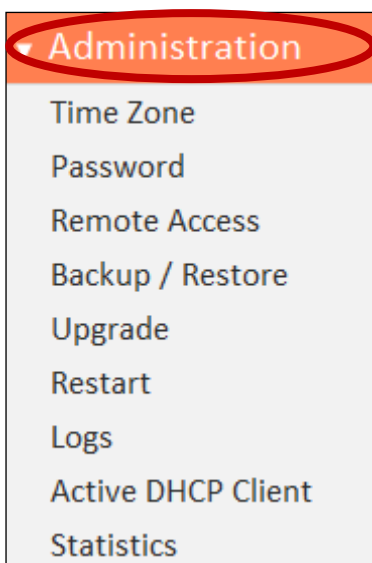 Administration
Time Zone
Password
Remote Access
Backup / Restore
Upgrade
Restart
Logs
Active DHCP Client
Statistics